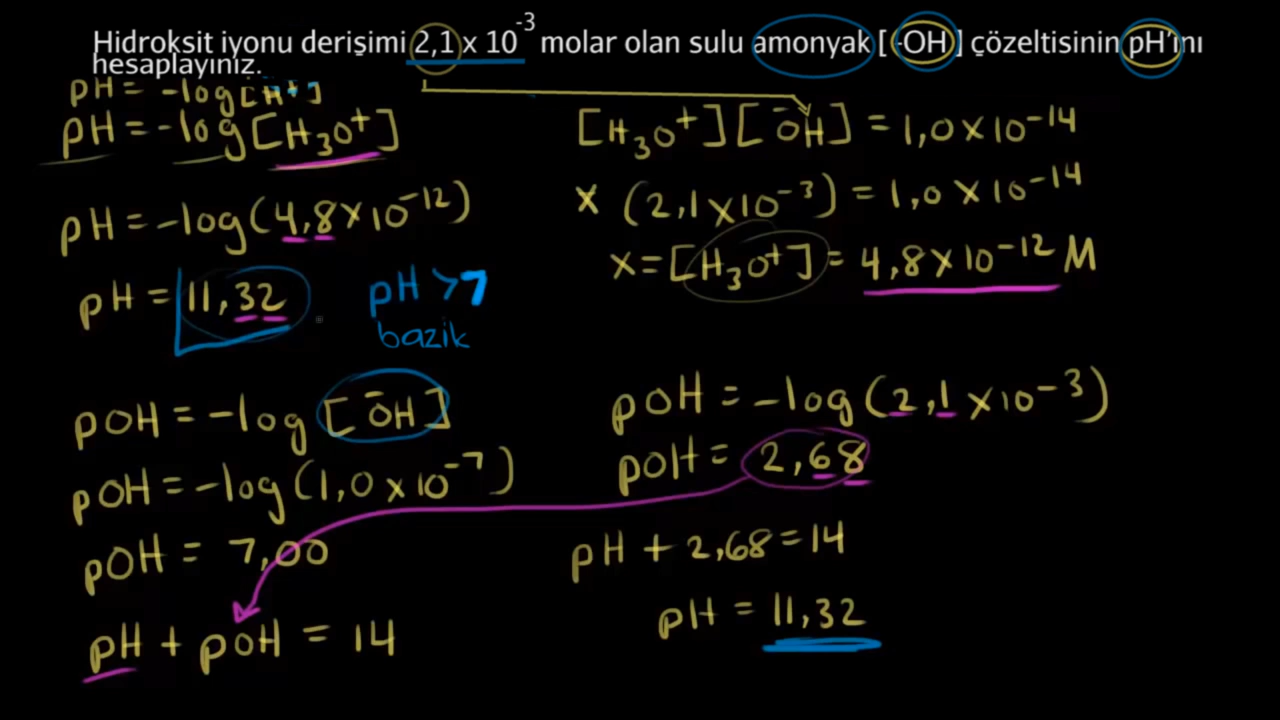 Hidroksit iyonu derişimi 2,1 x 10⁻³ molar olan sulu amonyak [ -OH ] çözeltisinin pH'ını
hesaplayınız.
pH = -log[H⁺]
pH = -log[H₃O⁺]
pH = -log(4,8×10⁻¹²)
pH = 11,32
pH > 7
bazik
[H₃O⁺][⁻OH] = 1,0×10⁻¹⁴
x (2,1×10⁻³) = 1,0×10⁻¹⁴
x = [H₃O⁺] = 4,8×10⁻¹² M
pOH = -log[⁻OH]
pOH = -log(1,0×10⁻⁷)
pOH = 7,00
pH + pOH = 14
pOH = -log(2,1×10⁻³)
pOH = 2,68
pH + 2,68 = 14
pH = 11,32